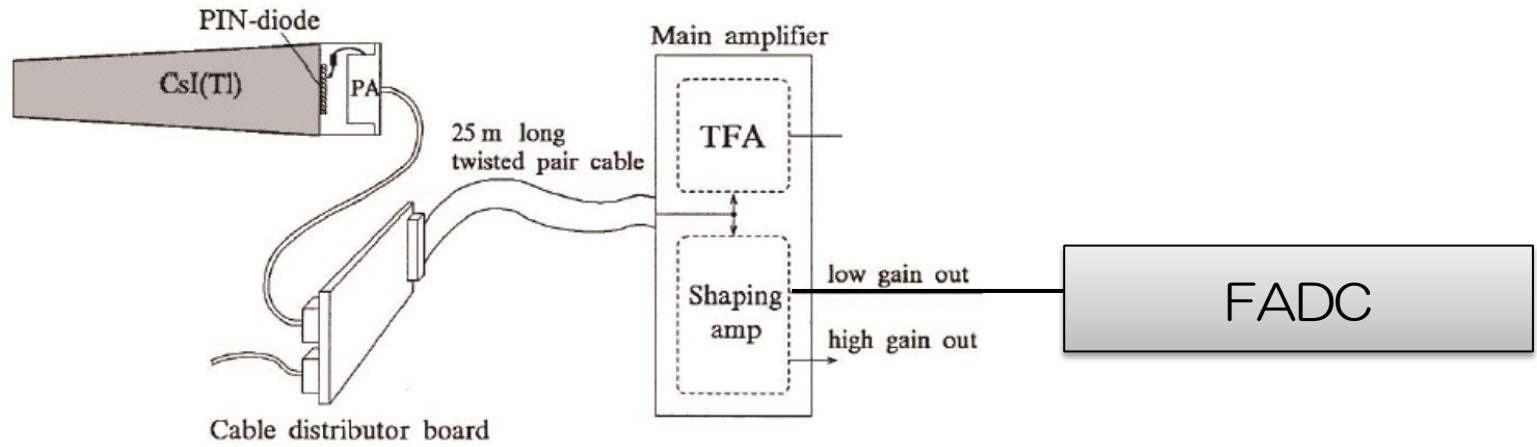 PIN-diode
CsI(Tl)
PA
25 m long
twisted pair cable
Main amplifier
TFA
Shaping
amp
low gain out
high gain out
FADC
Cable distributor board